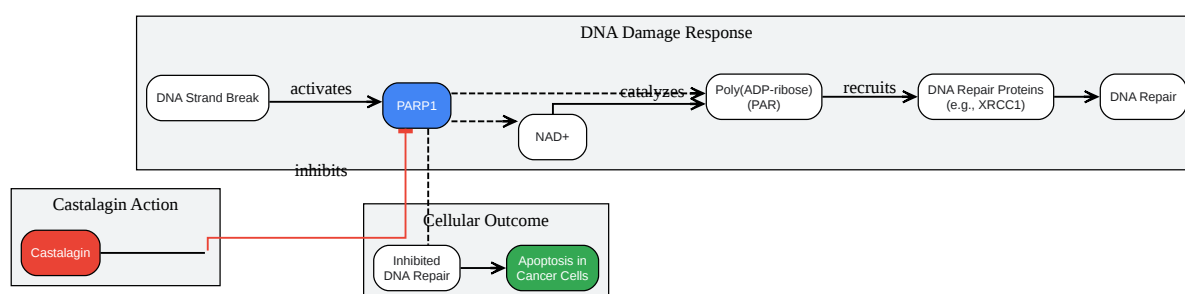 DNA Damage Response
DNA Strand Break
activates
PARP1
catalyzes
NAD+
Poly(ADP-ribose)
(PAR)
recruits
DNA Repair Proteins
(e.g., XRCC1)
DNA Repair
inhibits
Castalagin Action
Castalagin
Cellular Outcome
Inhibited
DNA Repair
Apoptosis in
Cancer Cells